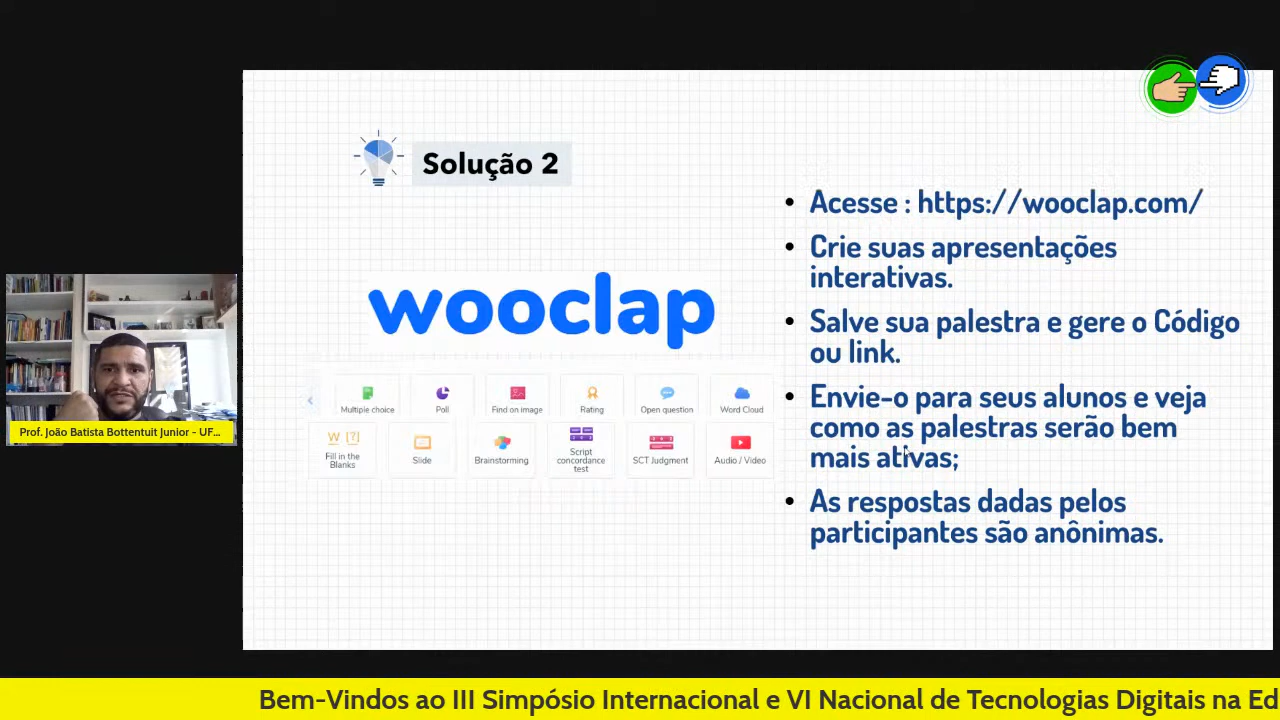 Solução 2
wooclap
Multiple choice
Poll
Find on image
Rating
Open question
Word Cloud
W [?]
Fill in the
Blanks
Slide
Brainstorming
Script
concordance
test
SCT Judgment
Audio / Video
• Acesse : https://wooclap.com/
• Crie suas apresentações
interativas.
• Salve sua palestra e gere o Código
ou link.
• Envie-o para seus alunos e veja
como as palestras serão bem
mais ativas;
• As respostas dadas pelos
participantes são anônimas.
Prof. João Batista Bottentuit Junior - UF...
Bem-Vindos ao III Simpósio Internacional e VI Nacional de Tecnologias Digitais na Ed